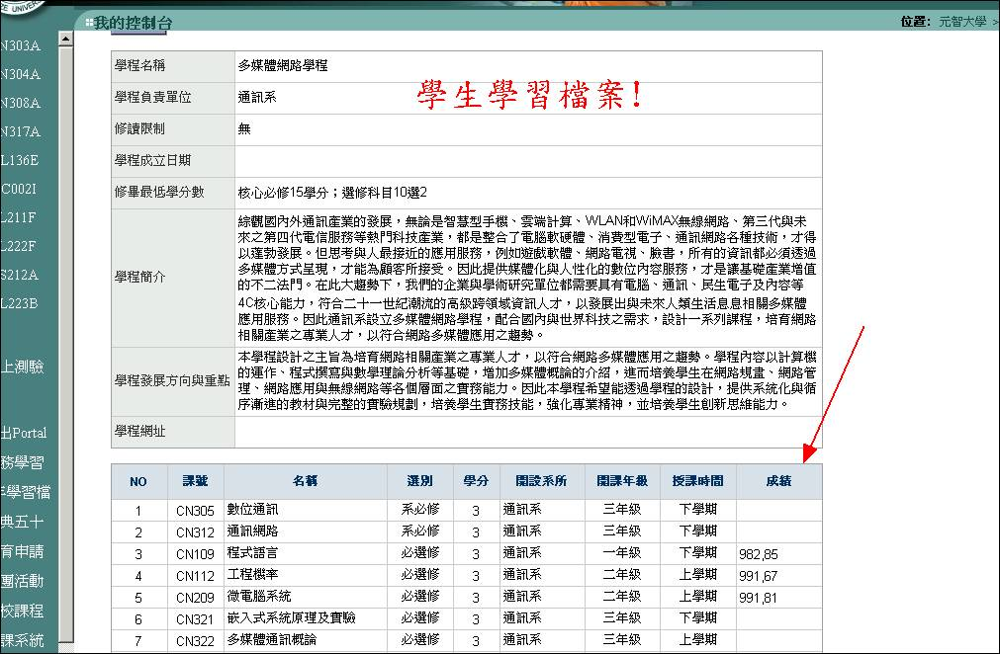 CE UNIVERS
我的控制台
位置： 元智大學 >
N303A
N304A
N308A
N317A
L136E
C002I
L211F
L222F
S212A
L223B
上測驗
出Portal
務學習
學習檔
典五十
育申請
團活動
校課程
課系統
學生學習檔案！
學程名稱 多媒體網路學程
學程負責單位 通訊系
修讀限制 無
學程成立日期
修畢最低學分數 核心必修15學分；選修科目10選2
學程簡介
綜觀國內外通訊產業的發展，無論是智慧型手機、雲端計算、WLAN和WiMAX無線網路、第三代與未
來之第四代電信服務等熱門科技產業，都是整合了電腦軟硬體、消費型電子、通訊網路各種技術，才得
以蓬勃發展。但思考與人最接近的應用服務，例如遊戲軟體、網路電視、臉書，所有的資訊都必須透過
多媒體方式呈現，才能為顧客所接受。因此提供媒體化與人性化的數位內容服務，才是讓基礎產業增值
的不二法門。在此大趨勢下，我們的企業與學術研究單位都需要具有電腦、通訊、民生電子及內容等
4C核心能力，符合二十一世紀潮流的高級跨領域資訊人才，以發展出與未來人類生活息息相關多媒體
應用服務。因此通訊系設立多媒體網路學程，配合國內與世界科技之需求，設計一系列課程，培育網路
相關產業之專業人才，以符合網路多媒體應用之趨勢。
學程發展方向與重點
本學程設計之主旨為培育網路相關產業之專業人才，以符合網路多媒體應用之趨勢。學程內容以計算機
的運作、程式撰寫與數學理論分析等基礎，增加多媒體概論的介紹，進而培養學生在網路規畫、網路管
理、網路應用與無線網路等各個層面之實務能力。因此本學程希望能透過學程的設計，提供系統化與循
序漸進的教材與完整的實驗規劃，培養學生實務技能，強化專業精神，並培養學生創新思維能力。
學程網址
NO 課號 名稱 選別 學分 開設系所 開課年級 授課時間 成績
1 CN305 數位通訊 系必修 3 通訊系 三年級 下學期
2 CN312 通訊網路 系必修 3 通訊系 三年級 下學期
3 CN109 程式語言 必選修 3 通訊系 一年級 下學期 982,85
4 CN112 工程機率 必選修 3 通訊系 二年級 上學期 991,67
5 CN209 微電腦系統 必選修 3 通訊系 二年級 上學期 991,81
6 CN321 嵌入式系統原理及實驗 必選修 3 通訊系 三年級 下學期
7 CN322 多媒體通訊概論 必選修 3 通訊系 三年級 上學期